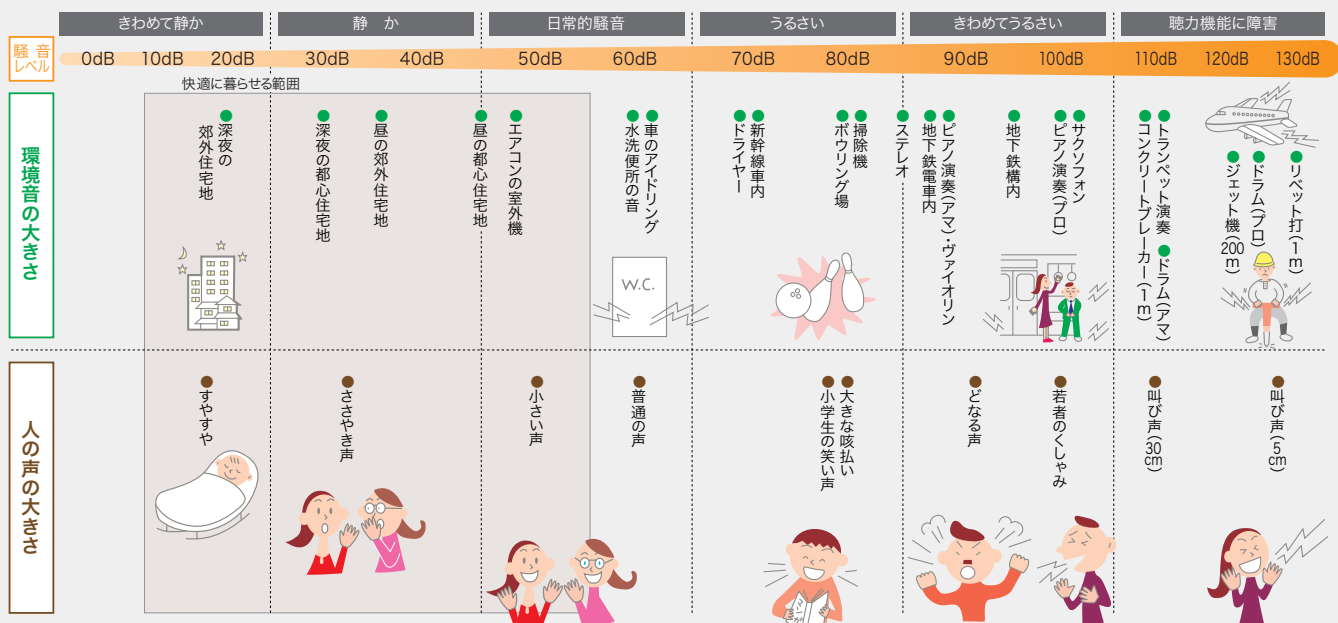 きわめて静か
静 か
日常的騒音
うるさい
きわめてうるさい
聴力機能に障害
騒 音
レベル
0dB
10dB
20dB
30dB
40dB
50dB
60dB
70dB
80dB
90dB
100dB
110dB
120dB
130dB
快適に暮らせる範囲
環境音の大きさ
深夜の
郊外住宅地
深夜の都心住宅地
昼の郊外住宅地
昼の都心住宅地
エアコンの室外機
水洗便所の音
車のアイドリング
ドライヤー
新幹線車内
ボウリング場
掃除機
ステレオ
地下鉄電車内
ピアノ演奏(アマ)・ヴァイオリン
地下鉄構内
ピアノ演奏(プロ)
サクソフォン
コンクリートブレーカー(1m)
トランペット演奏
ドラム(アマ)
ジェット機(200m)
ドラム(プロ)
リベット打(1m)
W.C.
人の声の大きさ
すやすや
ささやき声
小さい声
普通の声
小学生の笑い声
大きな咳払い
どなる声
若者のくしゃみ
叫び声(30cm)
叫び声(5cm)